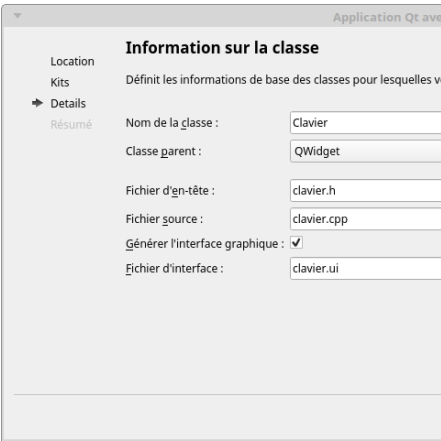 Application Qt ave
Information sur la classe
Location
Kits
Details
Résumé
Définit les informations de base des classes pour lesquelles v
Nom de la classe :
Clavier
Classe parent :
QWidget
Fichier d'en-tête :
clavier.h
Fichier source :
clavier.cpp
Générer l'interface graphique :
Fichier d'interface :
clavier.ui